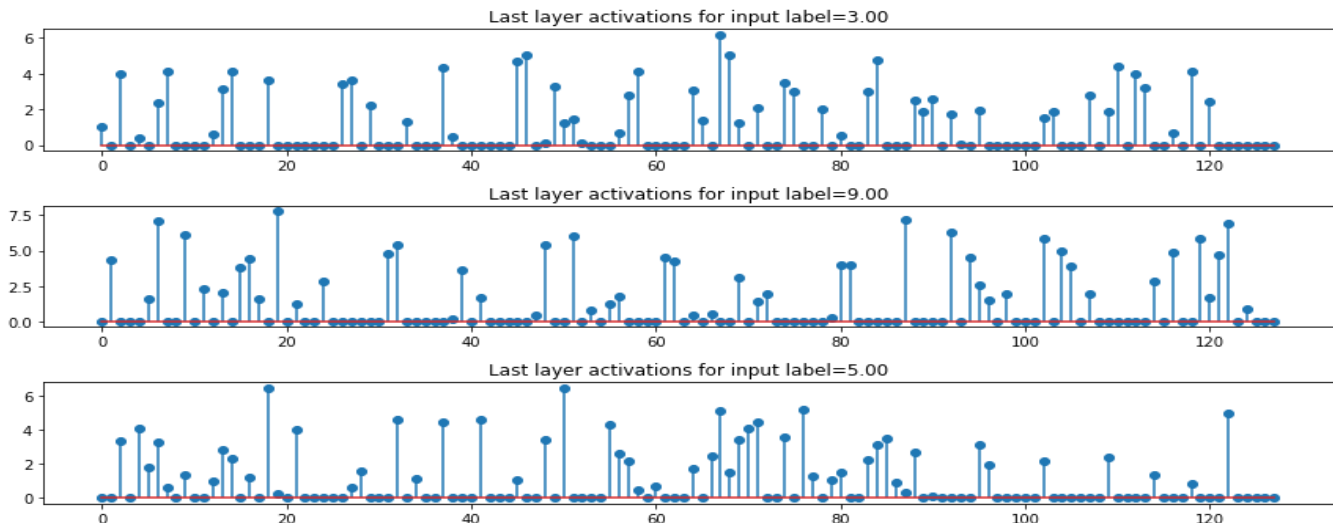 Last layer activations for input label=3.00
6
4
2
0
0 20 40 60 80 100 120
Last layer activations for input label=9.00
7.5
5.0
2.5
0.0
0 20 40 60 80 100 120
Last layer activations for input label=5.00
6
4
2
0
0 20 40 60 80 100 120